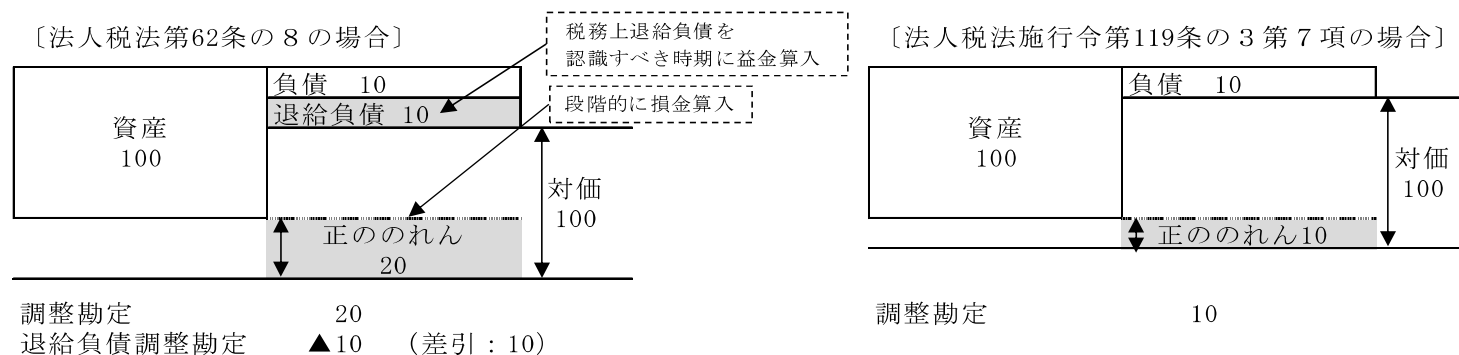 〔法人税法第62条の８の場合〕
税務上退給負債を
認識すべき時期に益金算入
段階的に損金算入
負債 10
退給負債 10
資産
100
対価
100
正ののれん
20
調整勘定 20
退給負債調整勘定 ▲10 （差引：10）
〔法人税法施行令第119条の３第７項の場合〕
負債 10
資産
100
対価
100
正ののれん10
調整勘定 10